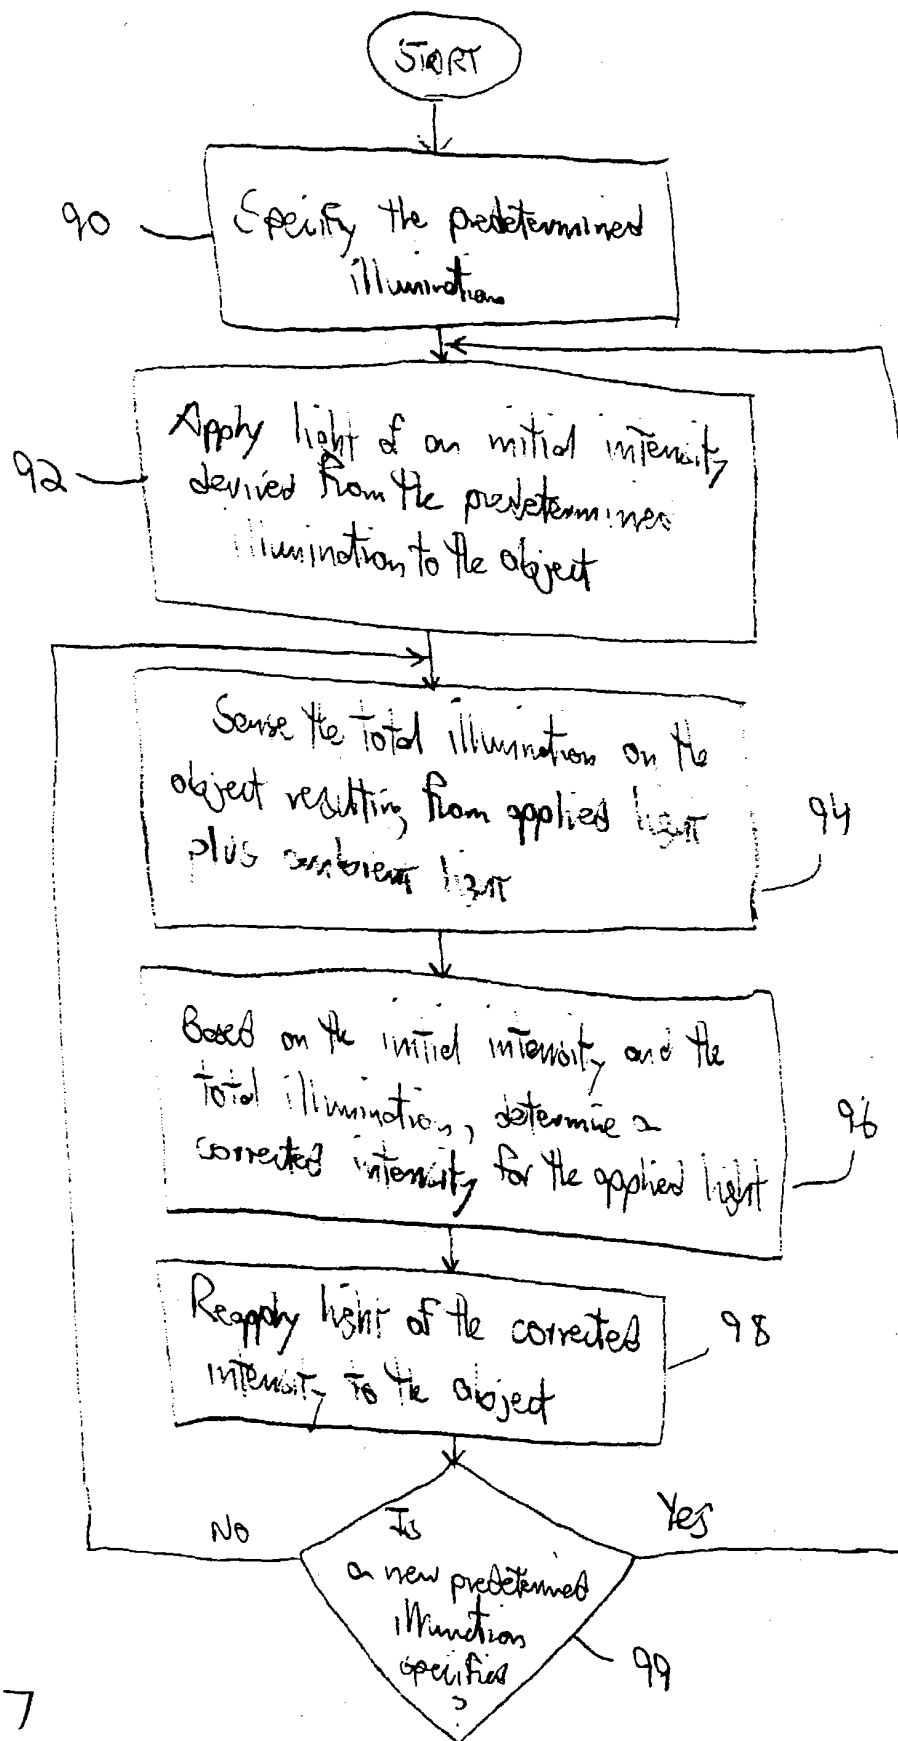 START
90
Specify the predetermined
illumination
Apply light of an initial intensity
92
derived from the predetermined
illumination to the object
Sense the total illumination on the
object resulting from applied light
94
plus ambient light
Based on the initial intensity and the
total illumination, determine a
96
corrected intensity for the applied light
Reapply light of the corrected
98
intensity to the object
No
Yes
Is
a new predetermined
illumination
specified
99
?
7